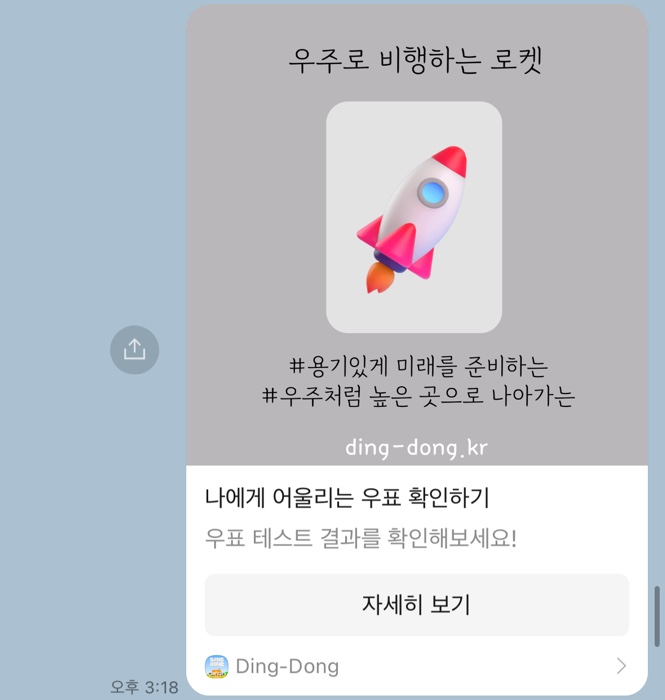 우주로 비행하는 로켓
#용기있게 미래를 준비하는
#우주처럼 높은 곳으로 나아가는
ding-dong.kr
나에게 어울리는 우표 확인하기
우표 테스트 결과를 확인해보세요!
자세히 보기
Ding-Dong
오후 3:18